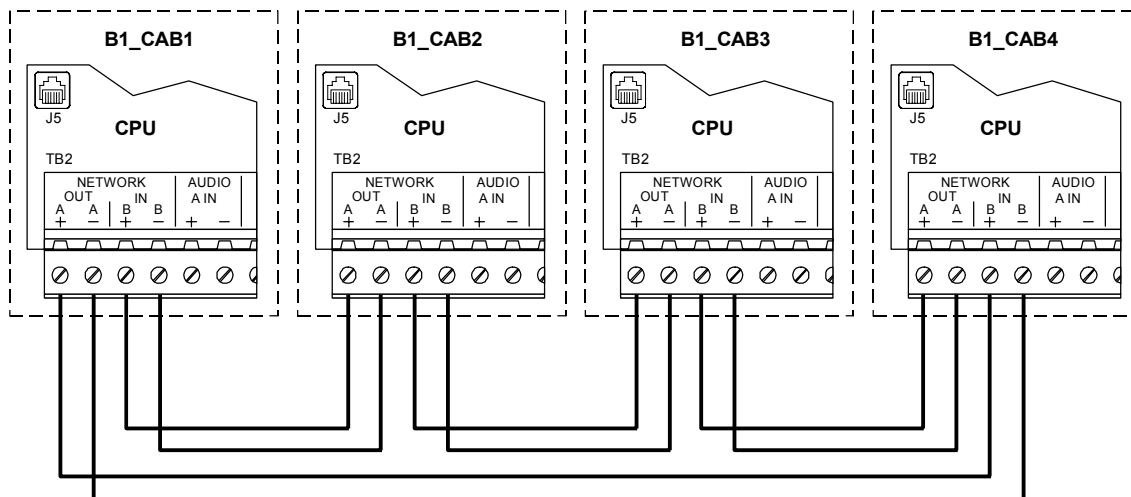 B1_CAB1 B1_CAB2 B1_CAB3 B1_CAB4
J5 J5 J5 J5
CPU CPU CPU CPU
TB2 TB2 TB2 TB2
NETWORK AUDIO NETWORK AUDIO NETWORK AUDIO NETWORK AUDIO
OUT IN A IN OUT IN A IN OUT IN A IN OUT IN A IN
A A B B A A B B A A B B A A B B
+ − + − + − + − + − + − + − + − + − + − + − + −